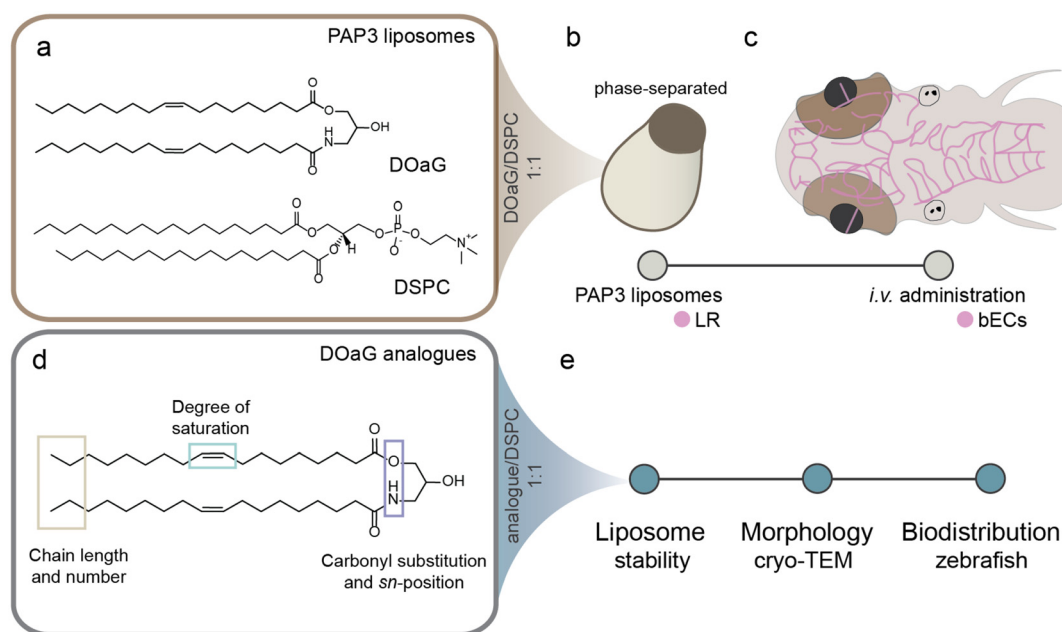 a
PAP3 liposomes
O
O
OH
H
N
O
DOaG
O
O
O
O
P
O
O-
N+
H
O
O
DSPC
DOaG/DSPC
1:1
b
phase-separated
c
PAP3 liposomes
LR
i.v. administration
bECs
d
DOaG analogues
Degree of
saturation
O
O
OH
H
N
O
Chain length
and number
Carbonyl substitution
and sn-position
analogue/DSPC
1:1
e
Liposome
stability
Morphology
cryo-TEM
Biodistribution
zebrafish